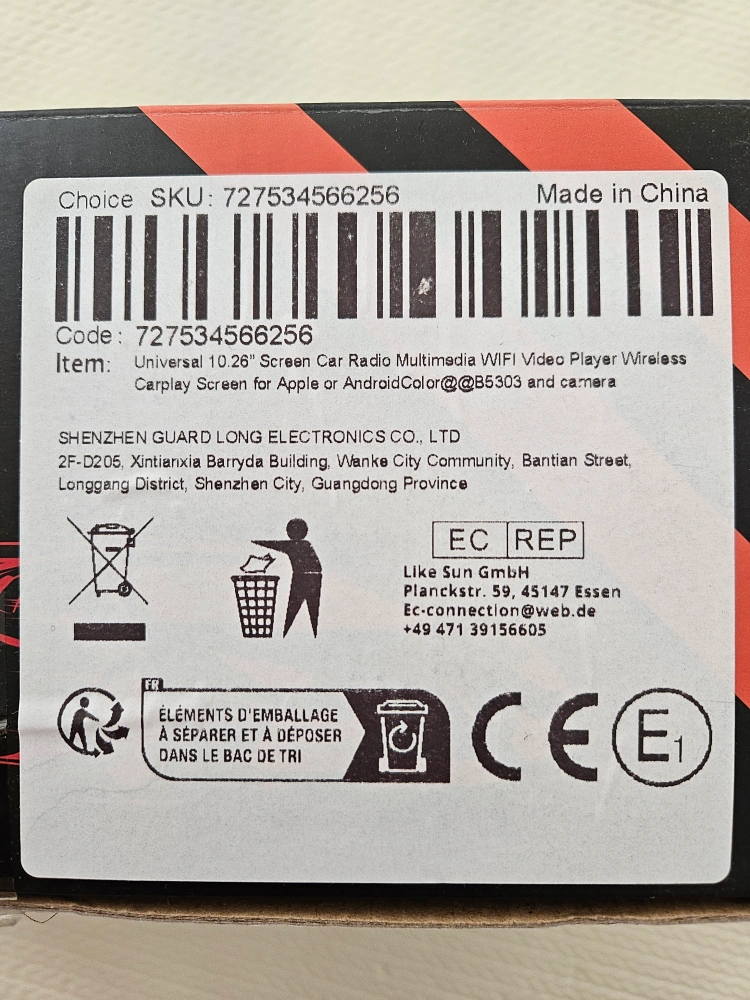 Choice SKU: 727534566256 Made in China
Code: 727534566256
Item: Universal 10.26" Screen Car Radio Multimedia WIFI Video Player Wireless
Carplay Screen for Apple or AndroidColor@@B5303 and camera
SHENZHEN GUARD LONG ELECTRONICS CO., LTD
2F-D205, Xintianxia Barryda Building, Wanke City Community, Bantian Street,
Longgang District, Shenzhen City, Guangdong Province
EC REP
Like Sun GmbH
Planckstr. 59, 45147 Essen
Ec-connection@web.de
+49 471 39156605
FR
ÉLÉMENTS D'EMBALLAGE
À SÉPARER ET À DÉPOSER
DANS LE BAC DE TRI
CE
E1